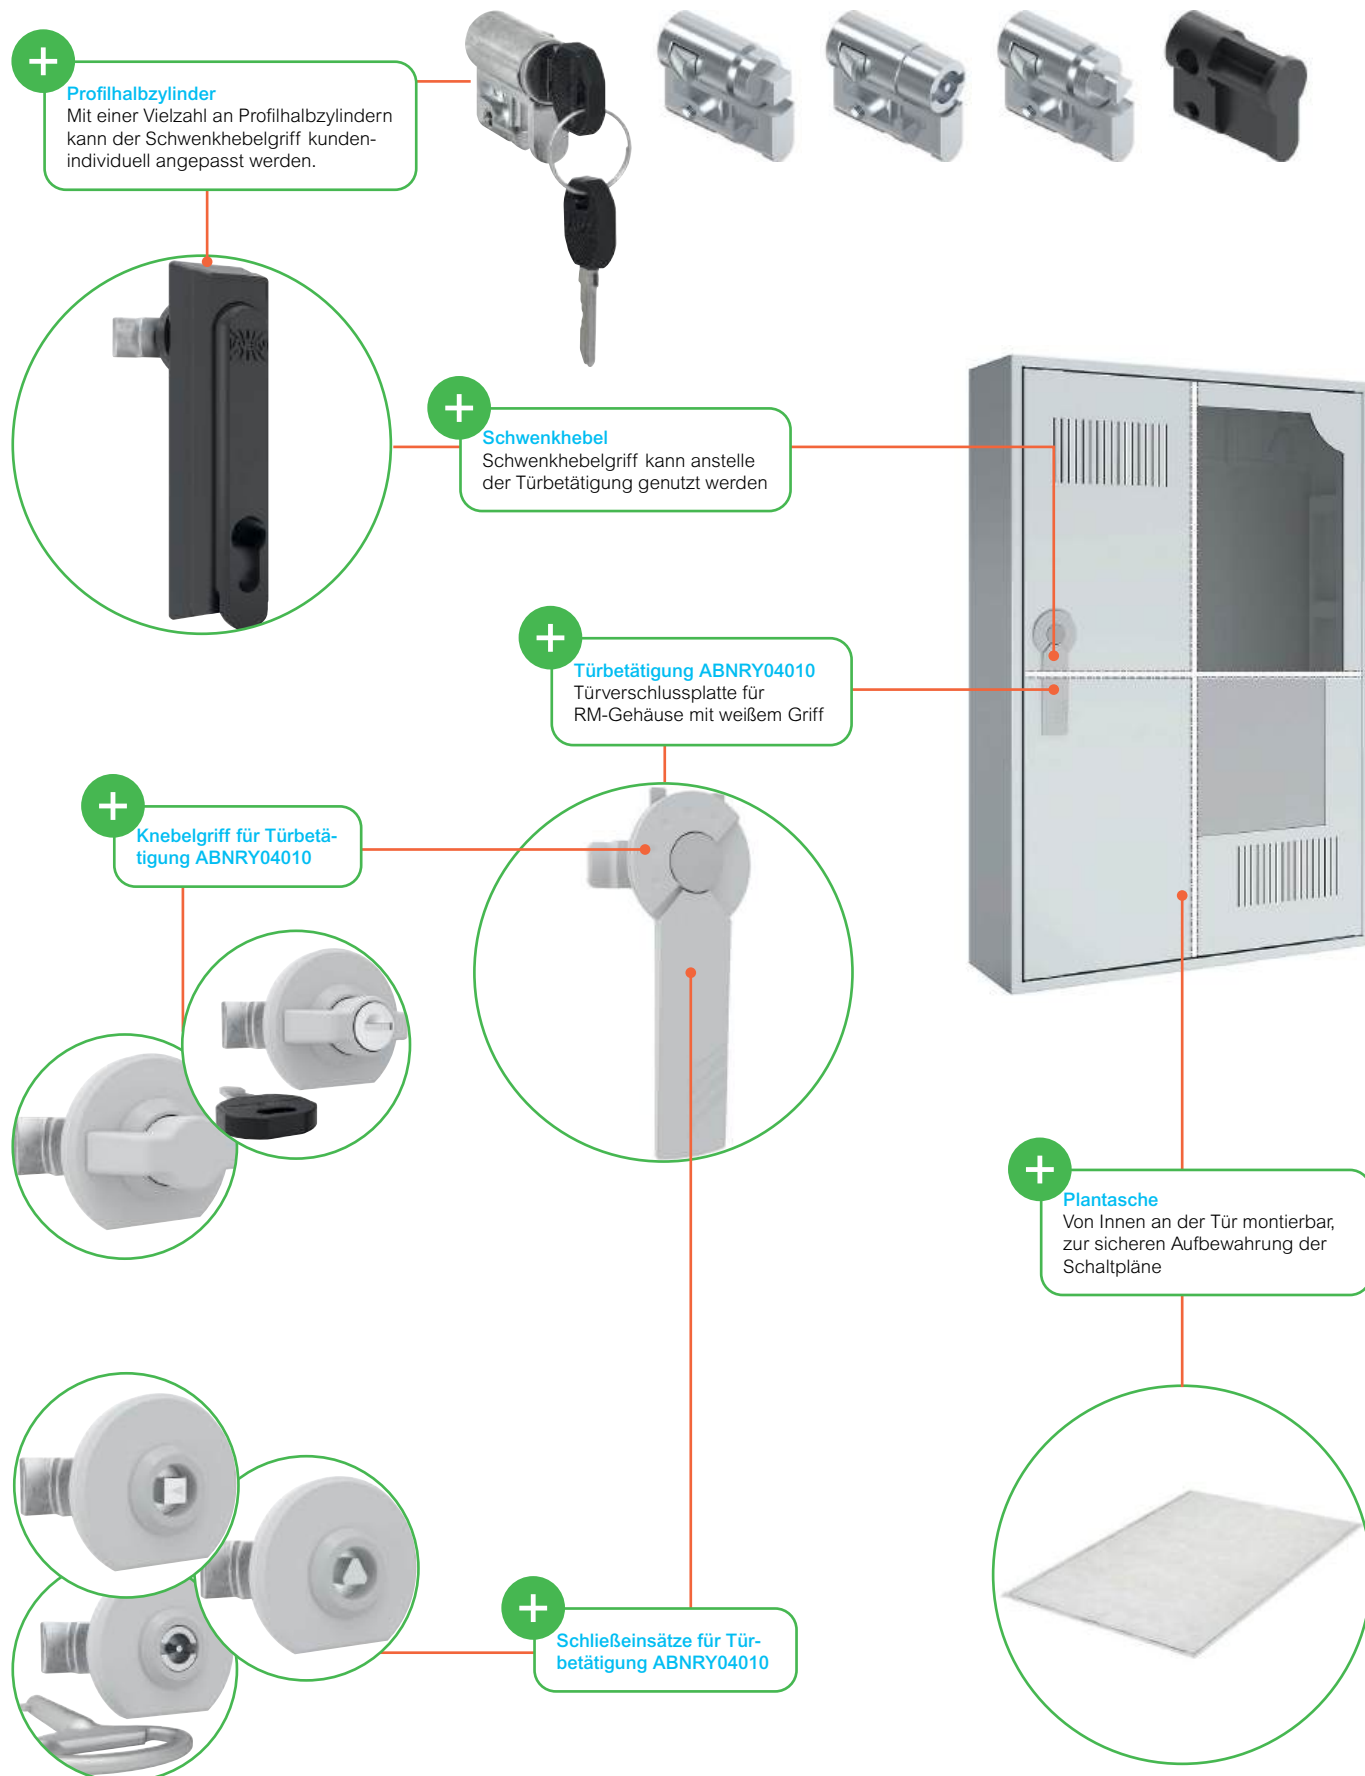 Profilhalbzylinder
Mit einer Vielzahl an Profilhalbzylindern
kann der Schwenkhebelgriff kunden-
individuell angepasst werden.
Schwenkhebel
Schwenkhebelgriff kann anstelle
der Türbetätigung genutzt werden
Türbetätigung ABNRY04010
Türverschlussplatte für
RM-Gehäuse mit weißem Griff
Knebelgriff für Türbetä-
tigung ABNRY04010
Plantasche
Von Innen an der Tür montierbar,
zur sicheren Aufbewahrung der
Schaltpläne
Schließeinsätze für Tür-
betätigung ABNRY04010